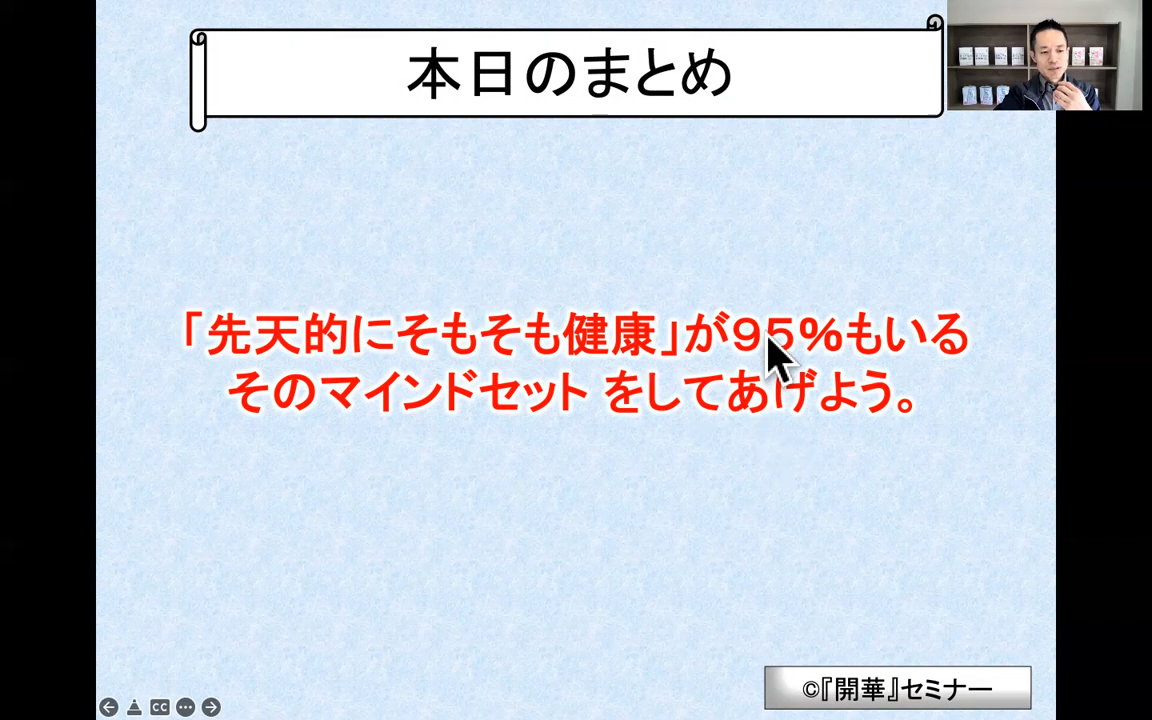 本日のまとめ
「先天的にそもそも健康」が９５％もいる
そのマインドセット をしてあげよう。
©『開華』セミナー
CC